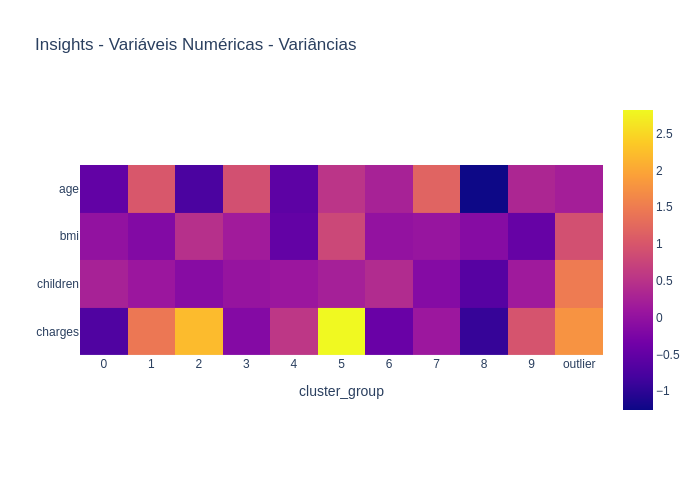 Insights - Variáveis Numéricas - Variâncias
age
bmi
children
charges
0 1 2 3 4 5 6 7 8 9 outlier
cluster_group
2.5
2
1.5
1
0.5
0
−0.5
−1